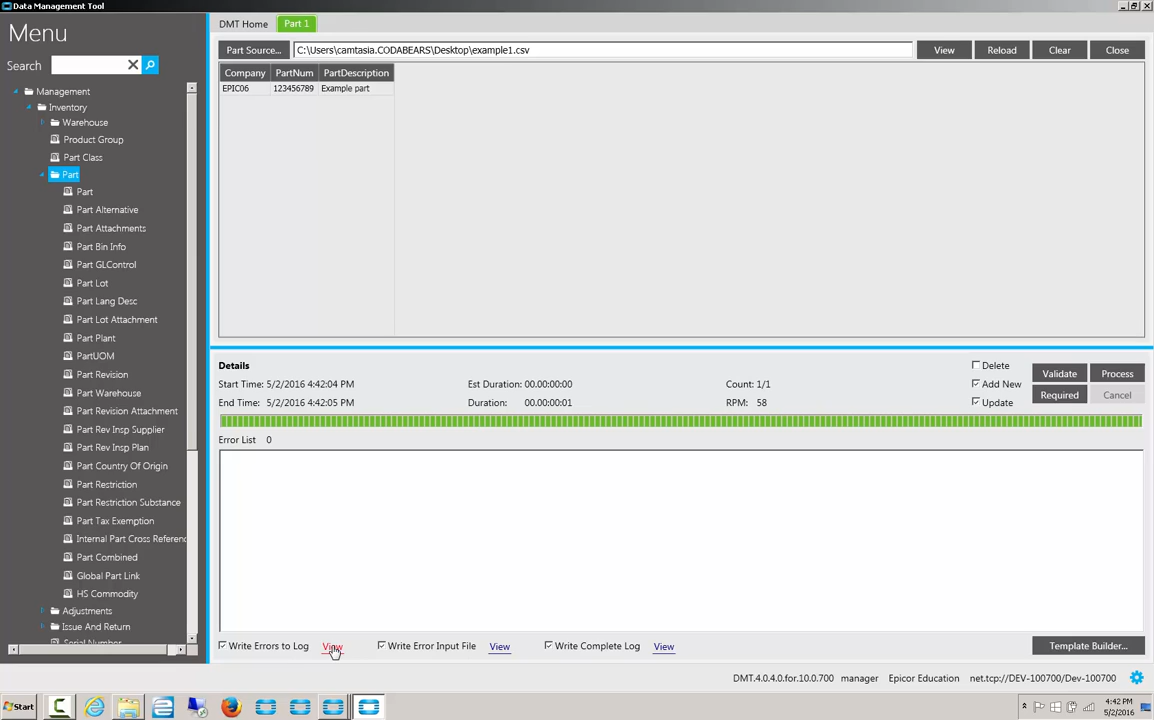 Data Management Tool
Menu
Search
Management
Inventory
Warehouse
Product Group
Part Class
Part
Part
Part Alternative
Part Attachments
Part Bin Info
Part GLControl
Part Lot
Part Lang Desc
Part Lot Attachment
Part Plant
PartUOM
Part Revision
Part Warehouse
Part Revision Attachment
Part Rev Insp Supplier
Part Rev Insp Plan
Part Country Of Origin
Part Restriction
Part Restriction Substance
Part Tax Exemption
Internal Part Cross Referenc
Part Combined
Global Part Link
HS Commodity
Adjustments
Issue And Return
Serial Number
DMT Home Part 1
Part Source... C:\Users\camtasia.CODABEARS\Desktop\example1.csv View Reload Clear Close
Company PartNum PartDescription
EPIC06 123456789 Example part
Details Delete
Validate Process
Start Time: 5/2/2016 4:42:04 PM Est Duration: 00.00:00:00 Count: 1/1 Add New
Required Cancel
End Time: 5/2/2016 4:42:05 PM Duration: 00.00:00:01 RPM: 58 Update
Error List 0
Write Errors to Log View Write Error Input File View Write Complete Log View Template Builder...
DMT.4.0.4.0.for.10.0.700 manager Epicor Education net.tcp://DEV-100700/Dev-100700
Start
4:42 PM
5/2/2016